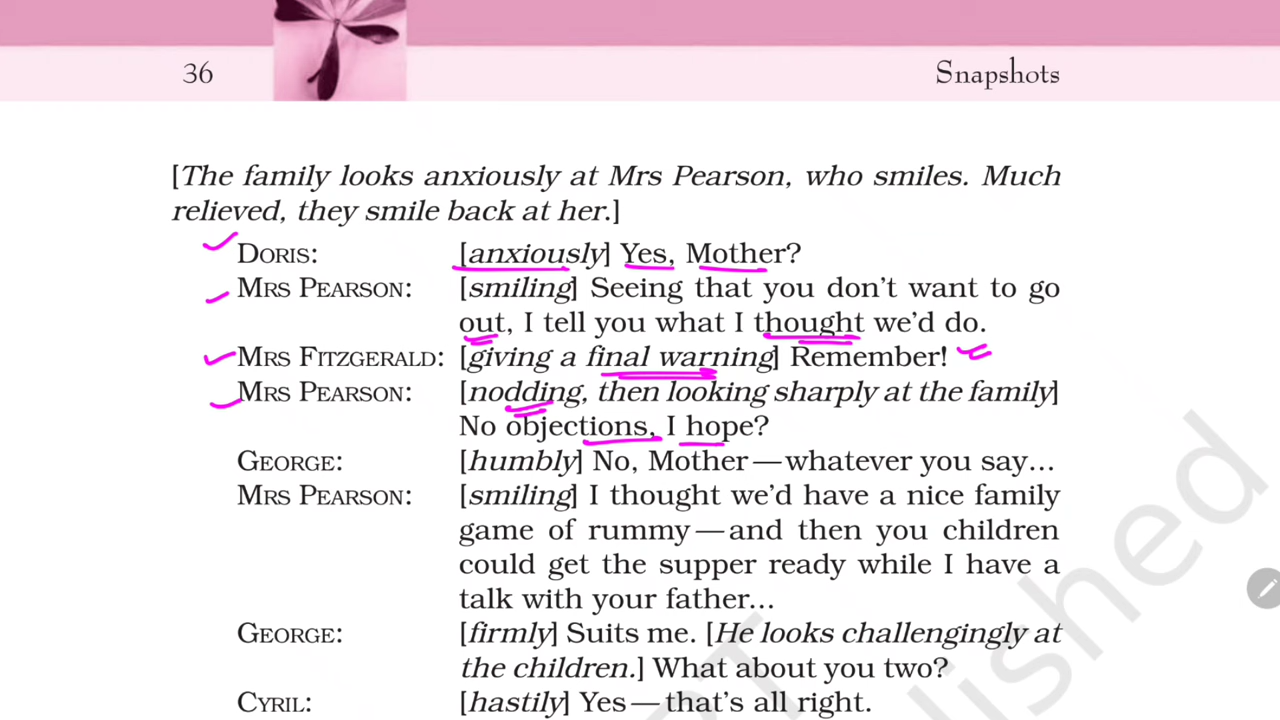 36
Snapshots
[The family looks anxiously at Mrs Pearson, who smiles. Much
relieved, they smile back at her.]
DORIS: [anxiously] Yes, Mother?
MRS PEARSON: [smiling] Seeing that you don't want to go
out, I tell you what I thought we'd do.
MRS FITZGERALD: [giving a final warning] Remember!
MRS PEARSON: [nodding, then looking sharply at the family]
No objections, I hope?
GEORGE: [humbly] No, Mother—whatever you say...
MRS PEARSON: [smiling] I thought we'd have a nice family
game of rummy—and then you children
could get the supper ready while I have a
talk with your father...
GEORGE: [firmly] Suits me. [He looks challengingly at
the children.] What about you two?
CYRIL: [hastily] Yes—that's all right.